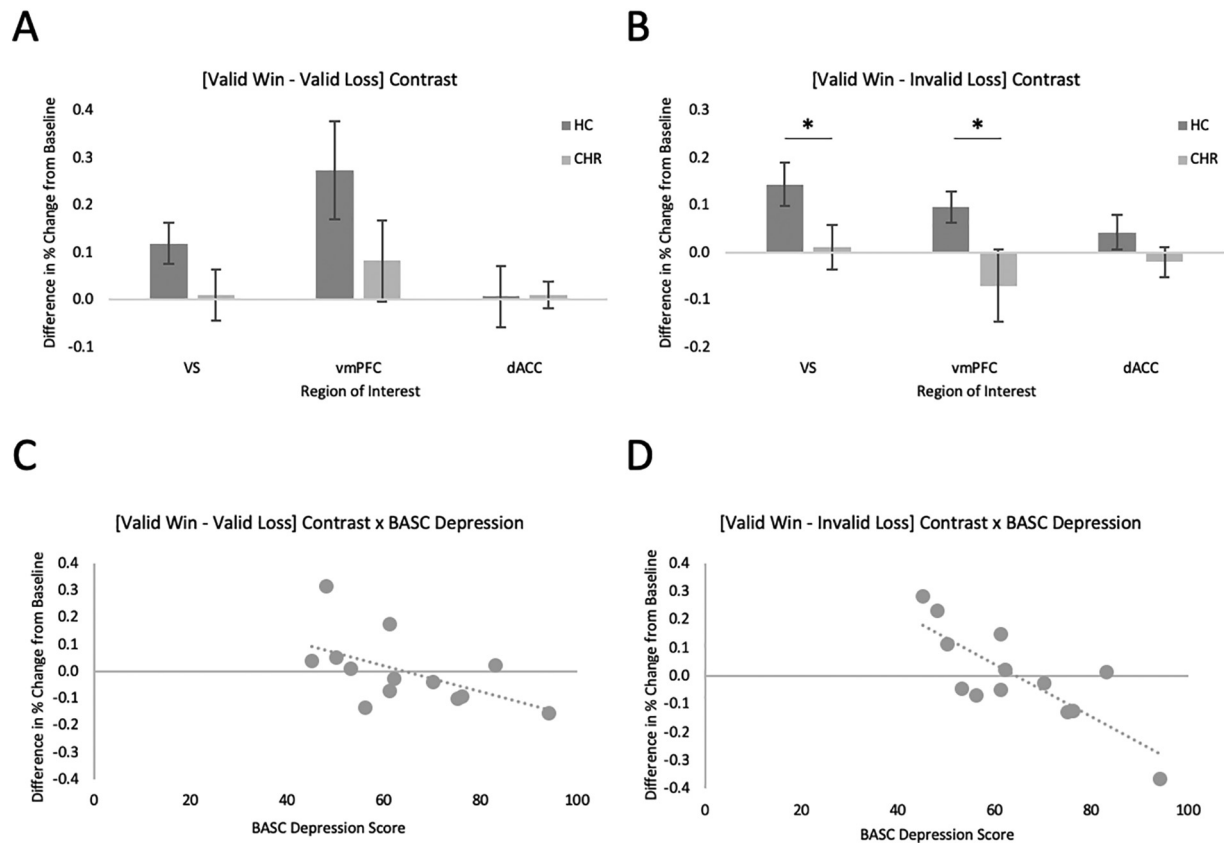 A
[Valid Win - Valid Loss] Contrast
Difference in % Change from Baseline
0.4
0.3
0.2
0.1
0.0
-0.1
HC
CHR
VS
vmPFC
dACC
Region of Interest
B
[Valid Win - Invalid Loss] Contrast
Difference in % Change from Baseline
0.3
0.2
0.1
0.0
-0.1
-0.2
*
*
HC
CHR
VS
vmPFC
dACC
Region of Interest
C
[Valid Win - Valid Loss] Contrast x BASC Depression
Difference in % Change from Baseline
0.4
0.3
0.2
0.1
0.0
-0.1
-0.2
-0.3
-0.4
0
20
40
60
80
100
BASC Depression Score
D
[Valid Win - Invalid Loss] Contrast x BASC Depression
Difference in % Change from Baseline
0.4
0.3
0.2
0.1
0.0
-0.1
-0.2
-0.3
-0.4
0
20
40
60
80
100
BASC Depression Score